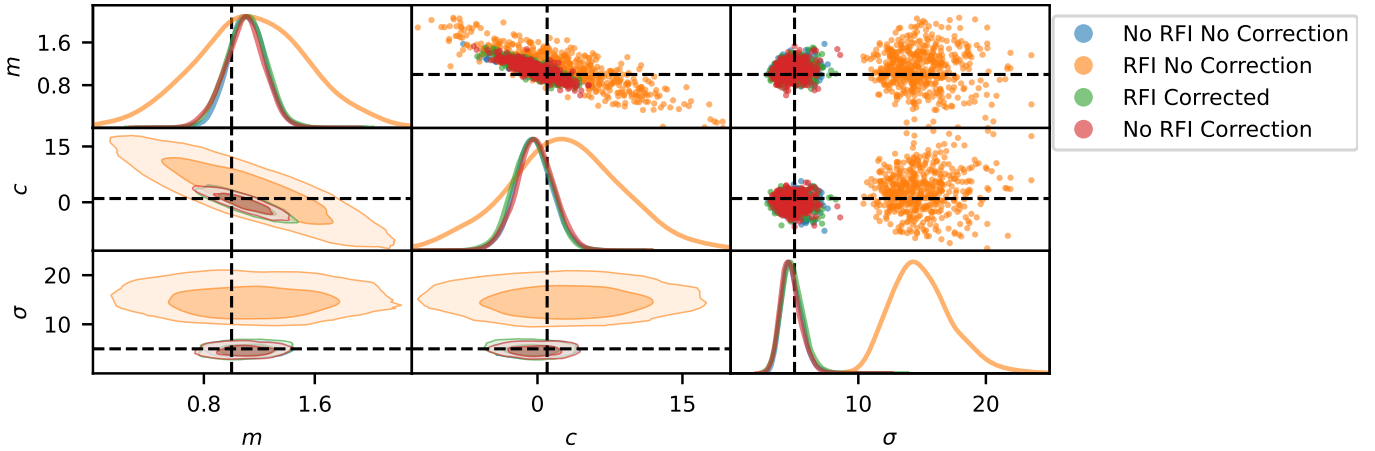 m
1.6
0.8
No RFI No Correction
RFI No Correction
RFI Corrected
No RFI Correction
c
15
0
σ
20
10
0.8 1.6 0 15 10 20
m c σ